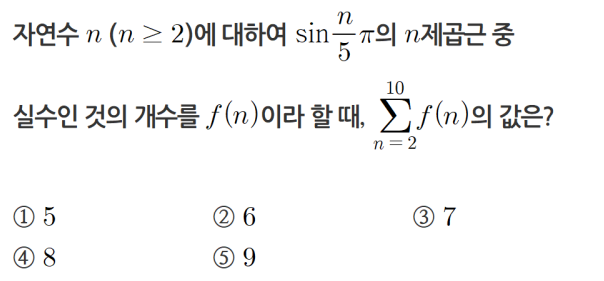 자연수 n (n ≥ 2)에 대하여 sin n/5 π의 n제곱근 중
실수인 것의 개수를 f(n)이라 할 때, ∑_{n=2}^{10} f(n)의 값은?
① 5 ② 6 ③ 7
④ 8 ⑤ 9